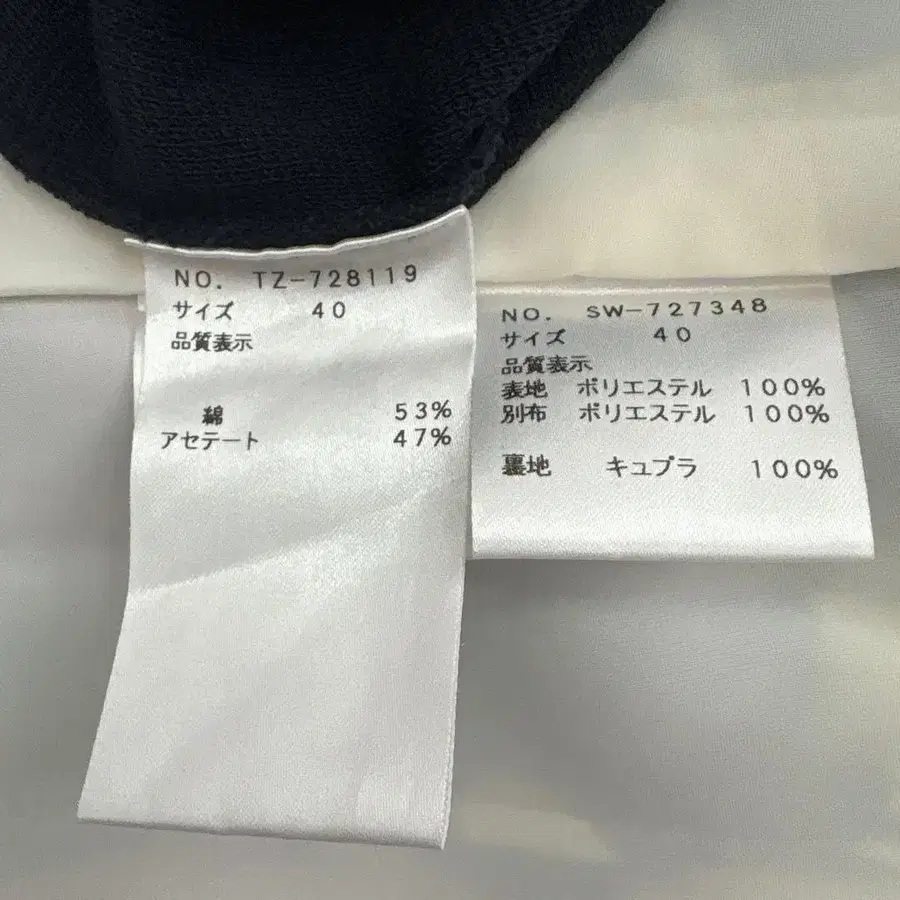 NO. TZ-728119
サイズ 40
品質表示
綿 53%
アセテート 47%
NO. SW-727348
サイズ 40
品質表示
表地 ポリエステル 100%
別布 ポリエステル 100%
裏地 キュプラ 100%